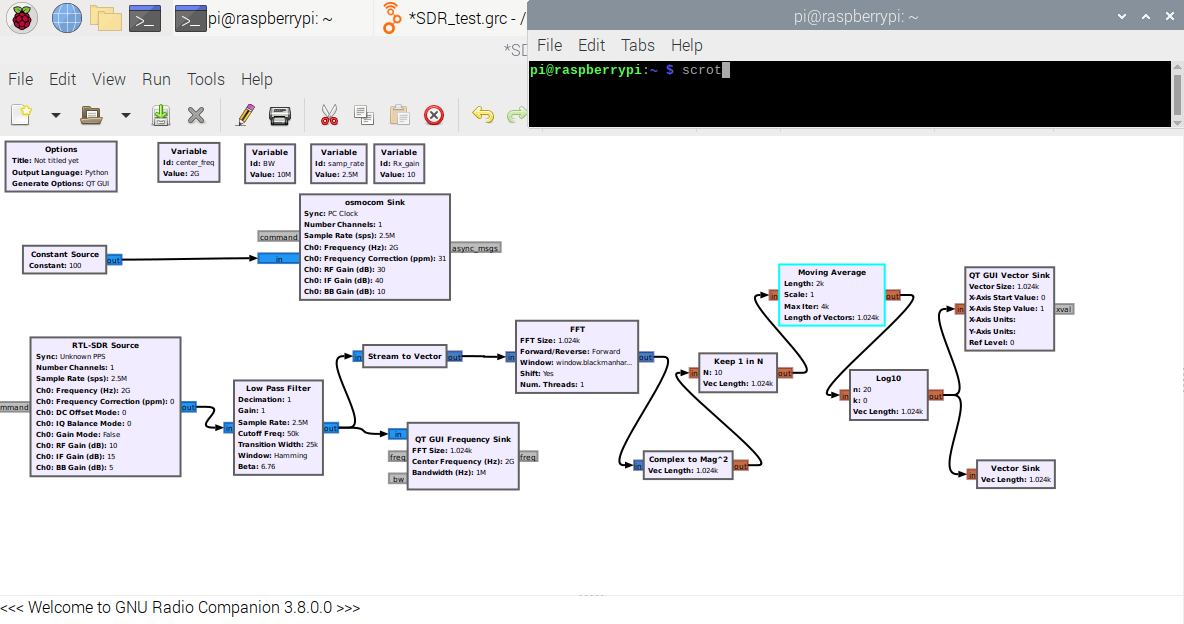 pi@raspberrypi: ~
*SDR_test.grc - /
pi@raspberrypi: ~
*SD
File Edit Tabs Help
pi@raspberrypi:~ $ scrot
File Edit View Run Tools Help
Options
Title: Not titled yet
Output Language: Python
Generate Options: QT GUI
Variable
Id: center_freq
Value: 2G
Variable
Id: BW
Value: 10M
Variable
Id: samp_rate
Value: 2.5M
Variable
Id: Rx_gain
Value: 10
osmocom Sink
Sync: PC Clock
Number Channels: 1
Sample Rate (sps): 2.5M
Ch0: Frequency (Hz): 2G
Ch0: Frequency Correction (ppm): 31
Ch0: RF Gain (dB): 30
Ch0: IF Gain (dB): 40
Ch0: BB Gain (dB): 10
command
in
async_msgs
Constant Source
Constant: 100
out
RTL-SDR Source
Sync: Unknown PPS
Number Channels: 1
Sample Rate (sps): 2.5M
Ch0: Frequency (Hz): 2G
Ch0: Frequency Correction (ppm): 0
Ch0: DC Offset Mode: 0
Ch0: IQ Balance Mode: 0
Ch0: Gain Mode: False
Ch0: RF Gain (dB): 10
Ch0: IF Gain (dB): 15
Ch0: BB Gain (dB): 5
mmand
out
Low Pass Filter
Decimation: 1
Gain: 1
Sample Rate: 2.5M
Cutoff Freq: 50k
Transition Width: 25k
Window: Hamming
Beta: 6.76
in
out
in
Stream to Vector
out
QT GUI Frequency Sink
FFT Size: 1.024k
Center Frequency (Hz): 2G
Bandwidth (Hz): 1M
in
freq
bw
freq
FFT
FFT Size: 1.024k
Forward/Reverse: Forward
Window: window.blackmanhar...
Shift: Yes
Num. Threads: 1
in
out
Complex to Mag^2
Vec Length: 1.024k
in
out
Keep 1 in N
N: 10
Vec Length: 1.024k
in
out
Moving Average
Length: 2k
Scale: 1
Max Iter: 4k
Length of Vectors: 1.024k
in
out
Log10
n: 20
k: 0
Vec Length: 1.024k
in
out
QT GUI Vector Sink
Vector Size: 1.024k
X-Axis Start Value: 0
X-Axis Step Value: 1
X-Axis Units:
Y-Axis Units:
Ref Level: 0
in
xval
Vector Sink
Vec Length: 1.024k
in
<<< Welcome to GNU Radio Companion 3.8.0.0 >>>